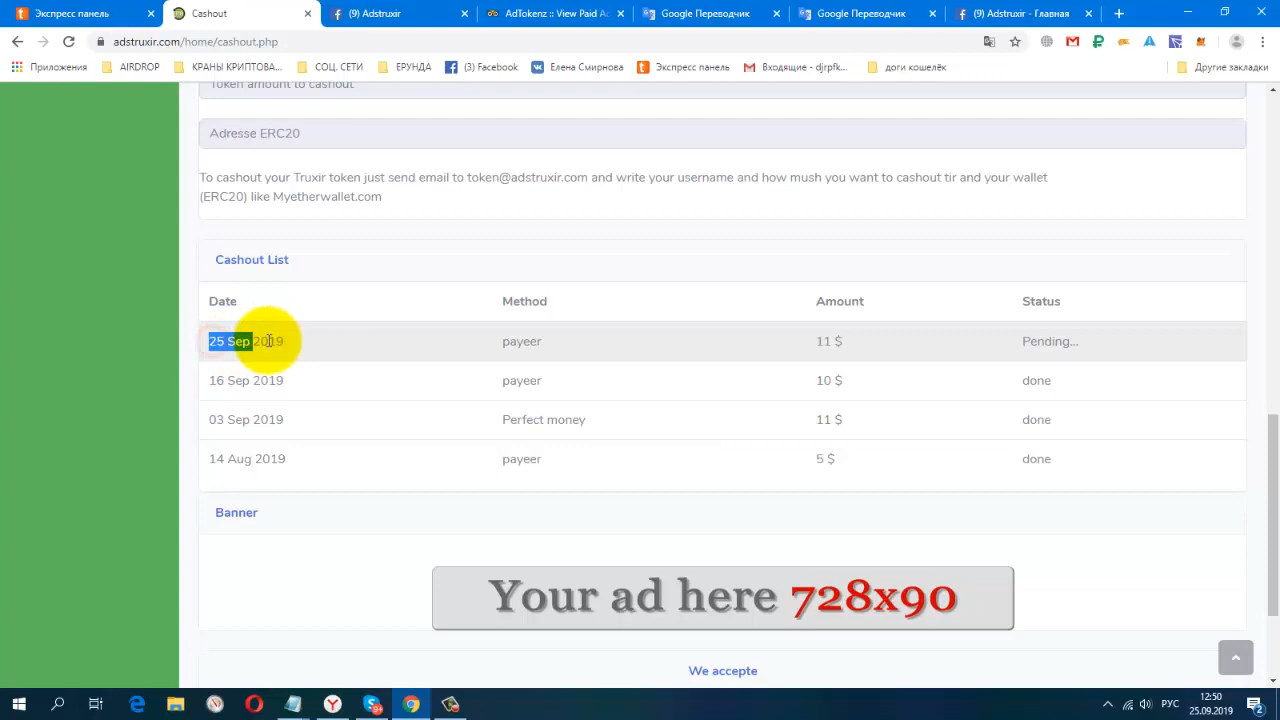 Экспресс панель
Cashout
(3) Adstruxir
AdTokenz :: View Paid Ac
Google Переводчик
Google Переводчик
(3) Adstruxir - Главная
adstruxir.com/home/cashout.php
Приложения
AIRDROP
КРАНЫ КРИПТОВА...
СОЦ. СЕТИ
ЕРУНДА
(3) Facebook
Елена Смирнова
Экспресс панель
Входящие - djrpfk...
доги кошелёк
Другие закладки
Token amount to cashout
Adresse ERC20
To cashout your Truxir token just send email to token@adstruxir.com and write your username and how mush you want to cashout tir and your wallet
(ERC20) like Myetherwallet.com
Cashout List
Date Method Amount Status
25 Sep 2019 payeer 11 $ Pending...
16 Sep 2019 payeer 10 $ done
03 Sep 2019 Perfect money 11 $ done
14 Aug 2019 payeer 5 $ done
Banner
Your ad here 728x90
We accepte
РУС
12:50
25.09.2019
2